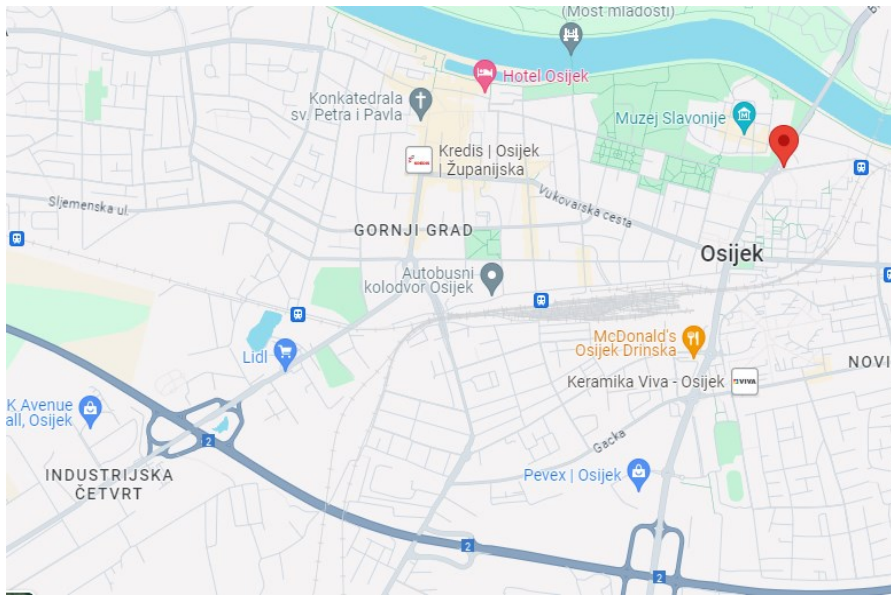 (Most mladosti)
Hotel Osijek
Konkatedrala
sv. Petra i Pavla
Muzej Slavonije
KREDIS
Kredis | Osijek
| Županijska
Sljemenska ul.
Vukovarska cesta
GORNJI GRAD
Osijek
Autobusni
kolodvor Osijek
McDonald's
Osijek Drinska
Lidl
NOVI
Keramika Viva - Osijek
VIVA
K Avenue
all, Osijek
2
Gacka
INDUSTRIJSKA
ČETVRT
Pevex | Osijek
2
2